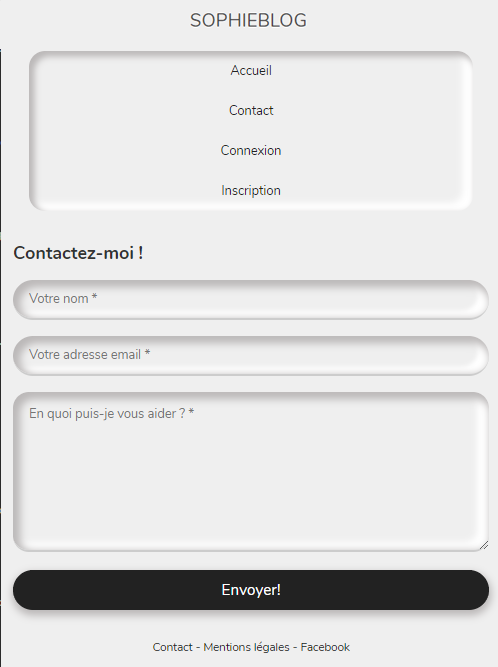 SOPHIEBLOG
Accueil
Contact
Connexion
Inscription
Contactez-moi !
Votre nom *
Votre adresse email *
En quoi puis-je vous aider ? *
Envoyer!
Contact - Mentions légales - Facebook